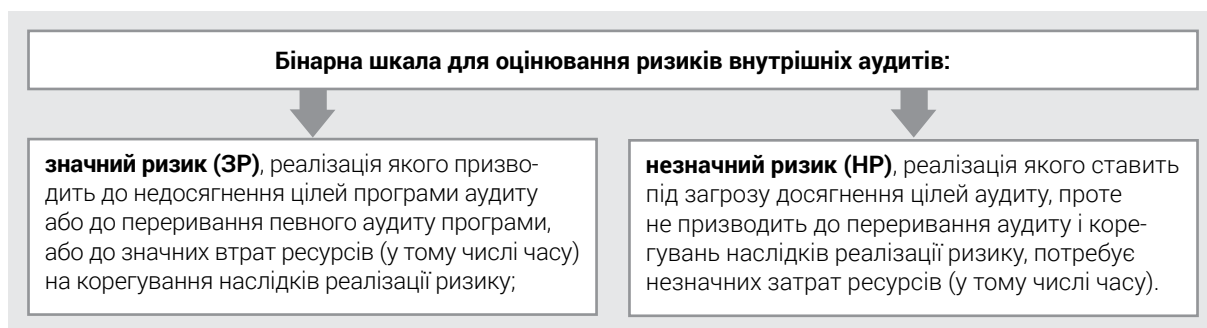 Бінарна шкала для оцінювання ризиків внутрішніх аудитів:
значний ризик (ЗР), реалізація якого призво-
дить до недосягнення цілей програми аудиту
або до переривання певного аудиту програми,
або до значних втрат ресурсів (у тому числі часу)
на корегування наслідків реалізації ризику;
незначний ризик (НР), реалізація якого ставить
під загрозу досягнення цілей аудиту, проте
не призводить до переривання аудиту і коре-
гувань наслідків реалізації ризику, потребує
незначних затрат ресурсів (у тому числі часу).